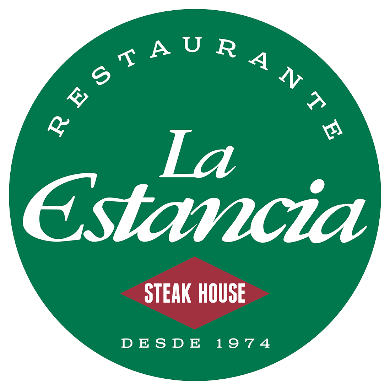 RESTAURANTE
La
Estancia
STEAK HOUSE
DESDE 1974